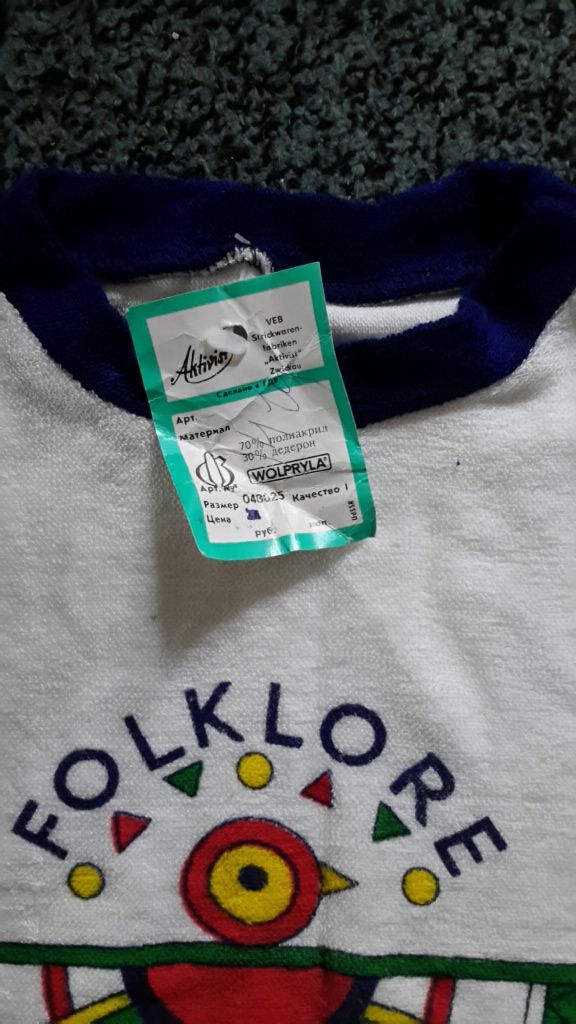 VEB
Strickwaren-
fabriken
„Aktivist"
Zwickau
Aktivist
Сделано в ГДР
Арт.
Материал
70% полиакрил
30% дедерон
WOLPRYLA
Арт. №
048625
Размер
Качество I
Цена
руб.
коп.
FOLKLORE